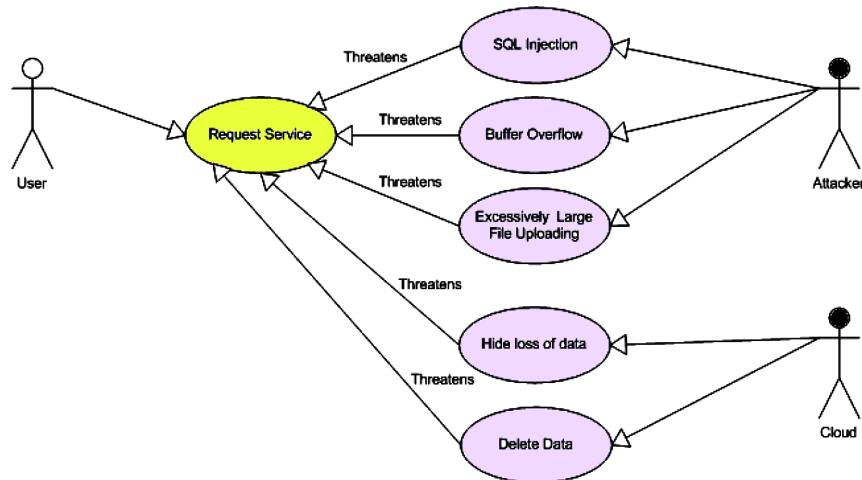 SQL Injection
Threatens
Request Service
Threatens
Buffer Overflow
User
Threatens
Attacker
Excessively Large
File Uploading
Threatens
Hide loss of data
Threatens
Cloud
Delete Data